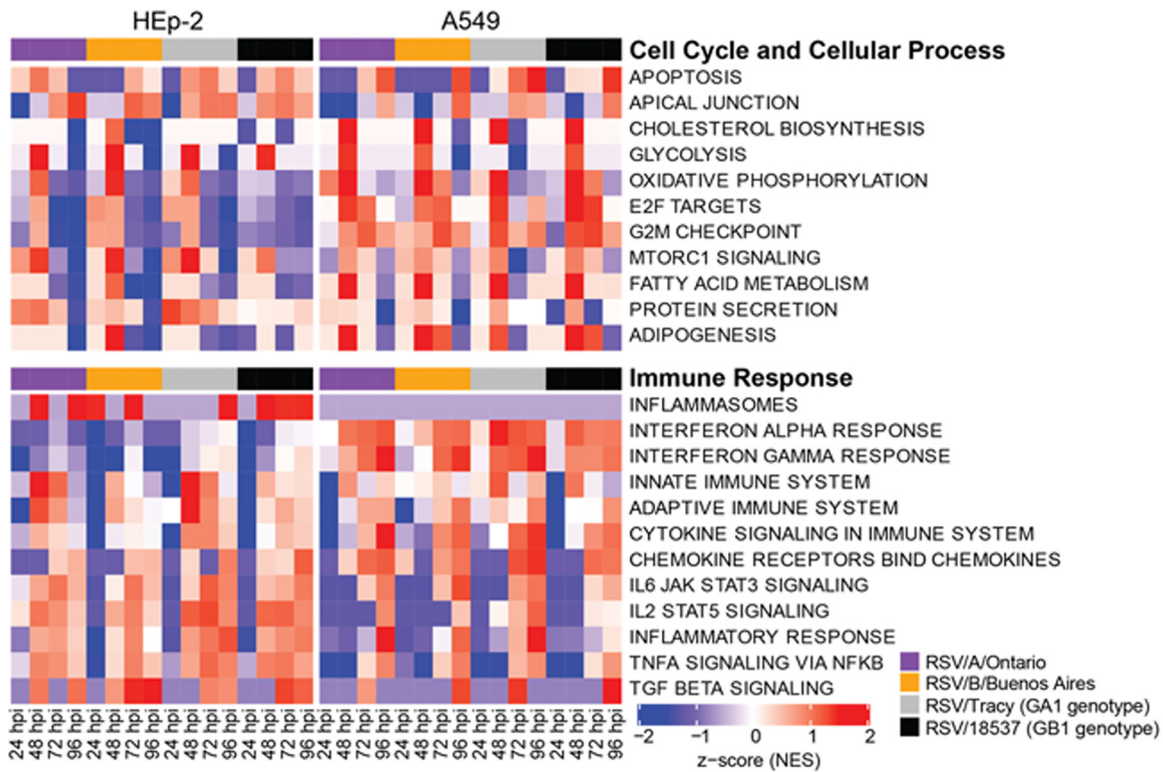 HEp-2 A549
Cell Cycle and Cellular Process
APOPTOSIS
APICAL JUNCTION
CHOLESTEROL BIOSYNTHESIS
GLYCOLYSIS
OXIDATIVE PHOSPHORYLATION
E2F TARGETS
G2M CHECKPOINT
MTORC1 SIGNALING
FATTY ACID METABOLISM
PROTEIN SECRETION
ADIPOGENESIS
Immune Response
INFLAMMASOMES
INTERFERON ALPHA RESPONSE
INTERFERON GAMMA RESPONSE
INNATE IMMUNE SYSTEM
ADAPTIVE IMMUNE SYSTEM
CYTOKINE SIGNALING IN IMMUNE SYSTEM
CHEMOKINE RECEPTORS BIND CHEMOKINES
IL6 JAK STAT3 SIGNALING
IL2 STAT5 SIGNALING
INFLAMMATORY RESPONSE
TNFA SIGNALING VIA NFKB
TGF BETA SIGNALING
24 hpi 48 hpi 72 hpi 96 hpi 24 hpi 48 hpi 72 hpi 96 hpi 24 hpi 48 hpi 72 hpi 96 hpi 24 hpi 48 hpi 72 hpi 96 hpi 24 hpi 48 hpi 72 hpi 96 hpi 24 hpi 48 hpi 72 hpi 96 hpi 24 hpi 48 hpi 72 hpi 96 hpi 24 hpi 48 hpi 72 hpi 96 hpi
−2 −1 0 1 2
z−score (NES)
RSV/A/Ontario
RSV/B/Buenos Aires
RSV/Tracy (GA1 genotype)
RSV/18537 (GB1 genotype)